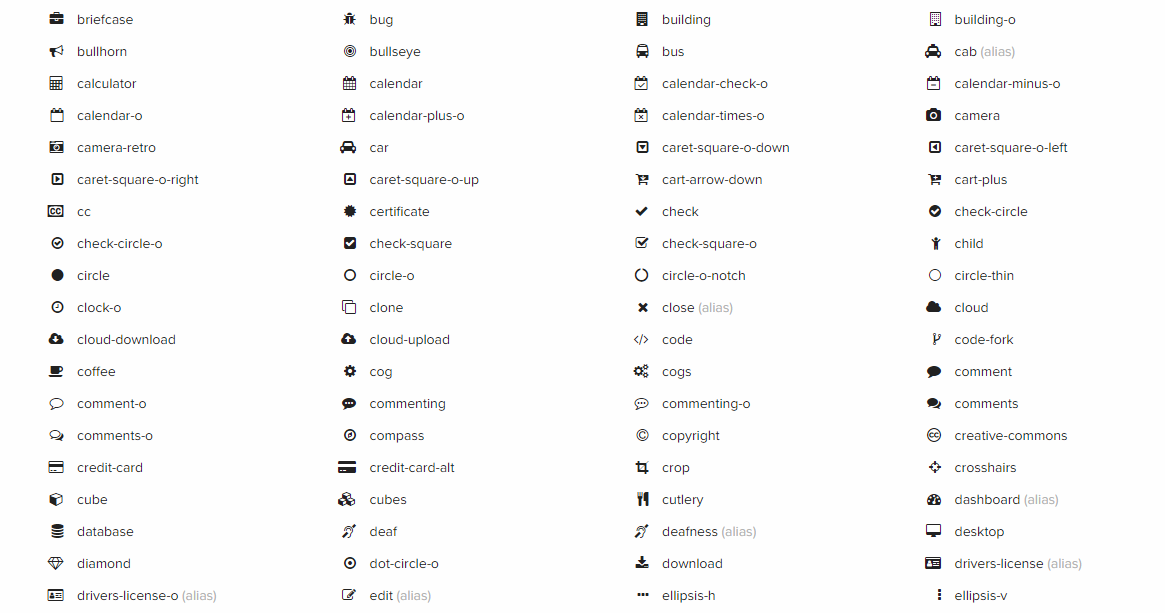 briefcase bug building building-o
bullhorn bullseye bus cab (alias)
calculator calendar calendar-check-o calendar-minus-o
calendar-o calendar-plus-o calendar-times-o camera
camera-retro car caret-square-o-down caret-square-o-left
caret-square-o-right caret-square-o-up cart-arrow-down cart-plus
cc certificate check check-circle
check-circle-o check-square check-square-o child
circle circle-o circle-o-notch circle-thin
clock-o clone close (alias) cloud
cloud-download cloud-upload code code-fork
coffee cog cogs comment
comment-o commenting commenting-o comments
comments-o compass copyright creative-commons
credit-card credit-card-alt crop crosshairs
cube cubes cutlery dashboard (alias)
database deaf deafness (alias) desktop
diamond dot-circle-o download drivers-license (alias)
drivers-license-o (alias) edit (alias) ellipsis-h ellipsis-v